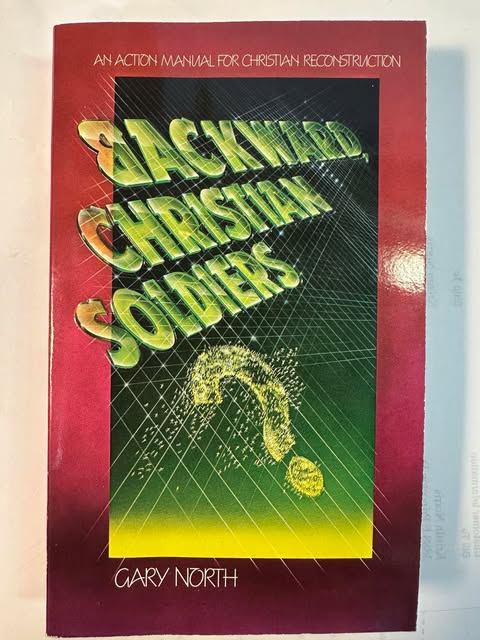 AN ACTION MANUAL FOR CHRISTIAN RECONSTRUCTION
BACKWARD,
CHRISTIAN
SOLDIERS
?
GARY NORTH